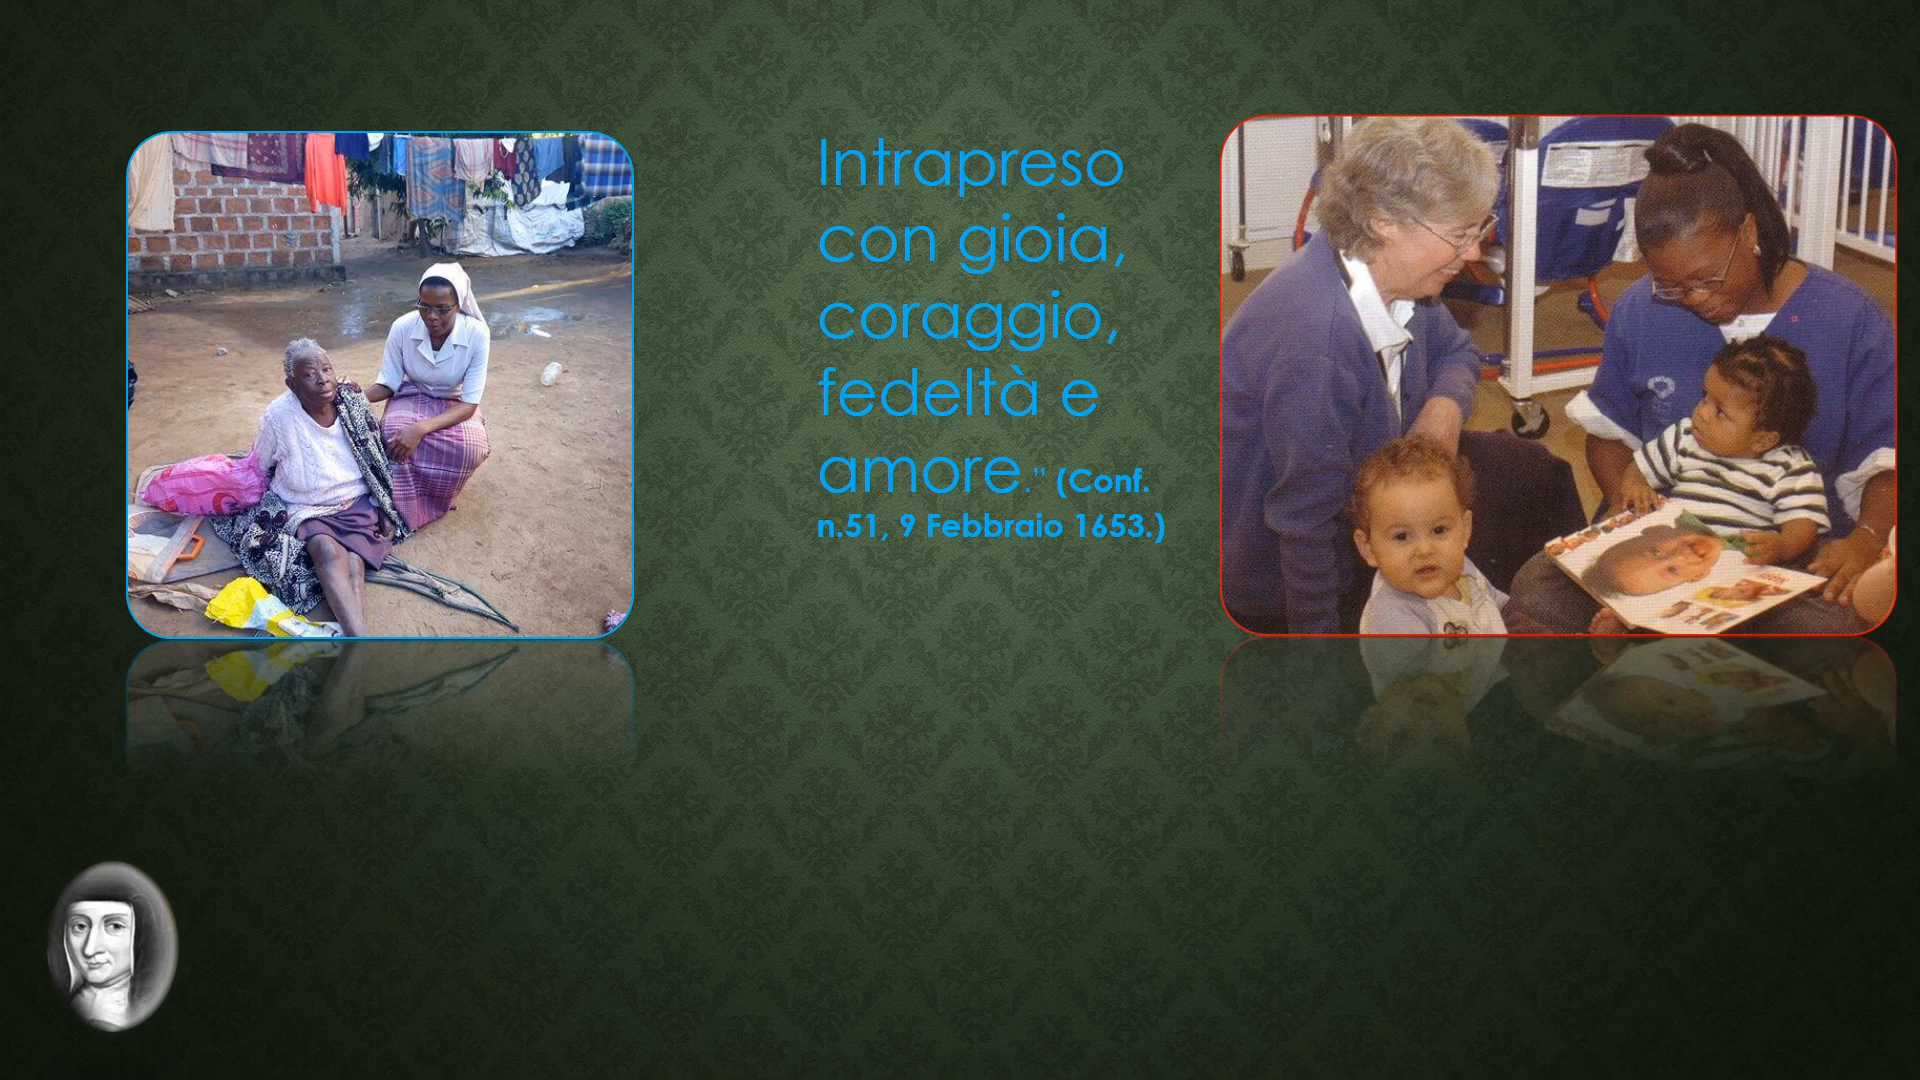 Intrapreso
con gioia,
coraggio,
fedeltà e
amore." (Conf.
n.51, 9 Febbraio 1653.)